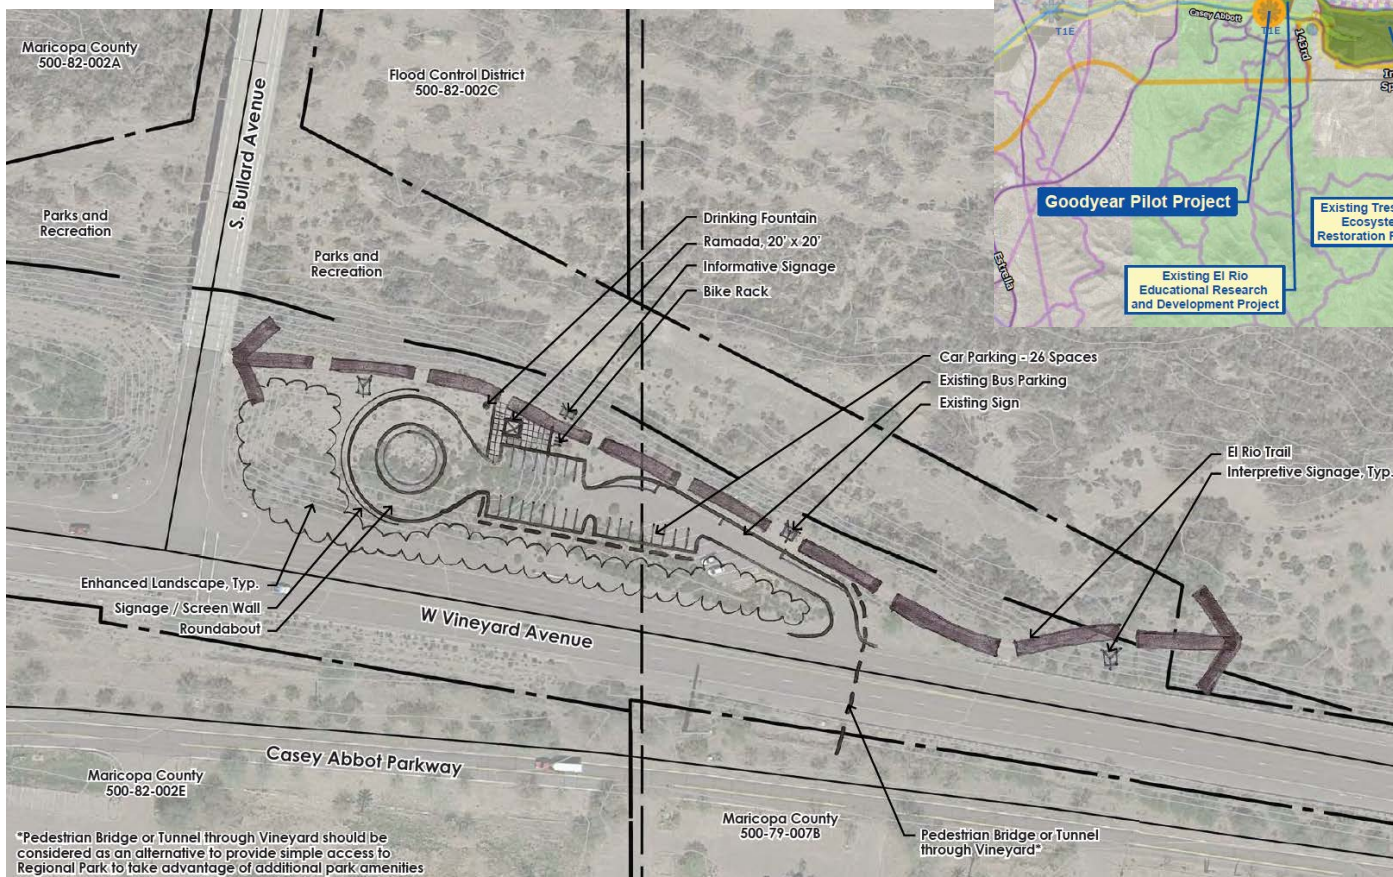 Maricopa County
500-82-002A
Flood Control District
500-82-002C
S. Bullard Avenue
Parks and
Recreation
Parks and
Recreation
Drinking Fountain
Ramada, 20' x 20'
Informative Signage
Bike Rack
Casey Abbott
T1E
T1E
143rd
Goodyear Pilot Project
Existing Tres
Ecosyste
Restoration P
Estrella
Existing El Rio
Educational Research
and Development Project
Car Parking - 26 Spaces
Existing Bus Parking
Existing Sign
El Rio Trail
Interpretive Signage, Typ.
Enhanced Landscape, Typ.
Signage / Screen Wall
Roundabout
W Vineyard Avenue
Casey Abbot Parkway
Maricopa County
500-82-002E
Maricopa County
500-79-007B
Pedestrian Bridge or Tunnel
through Vineyard*
*Pedestrian Bridge or Tunnel through Vineyard should be
considered as an alternative to provide simple access to
Regional Park to take advantage of additional park amenities